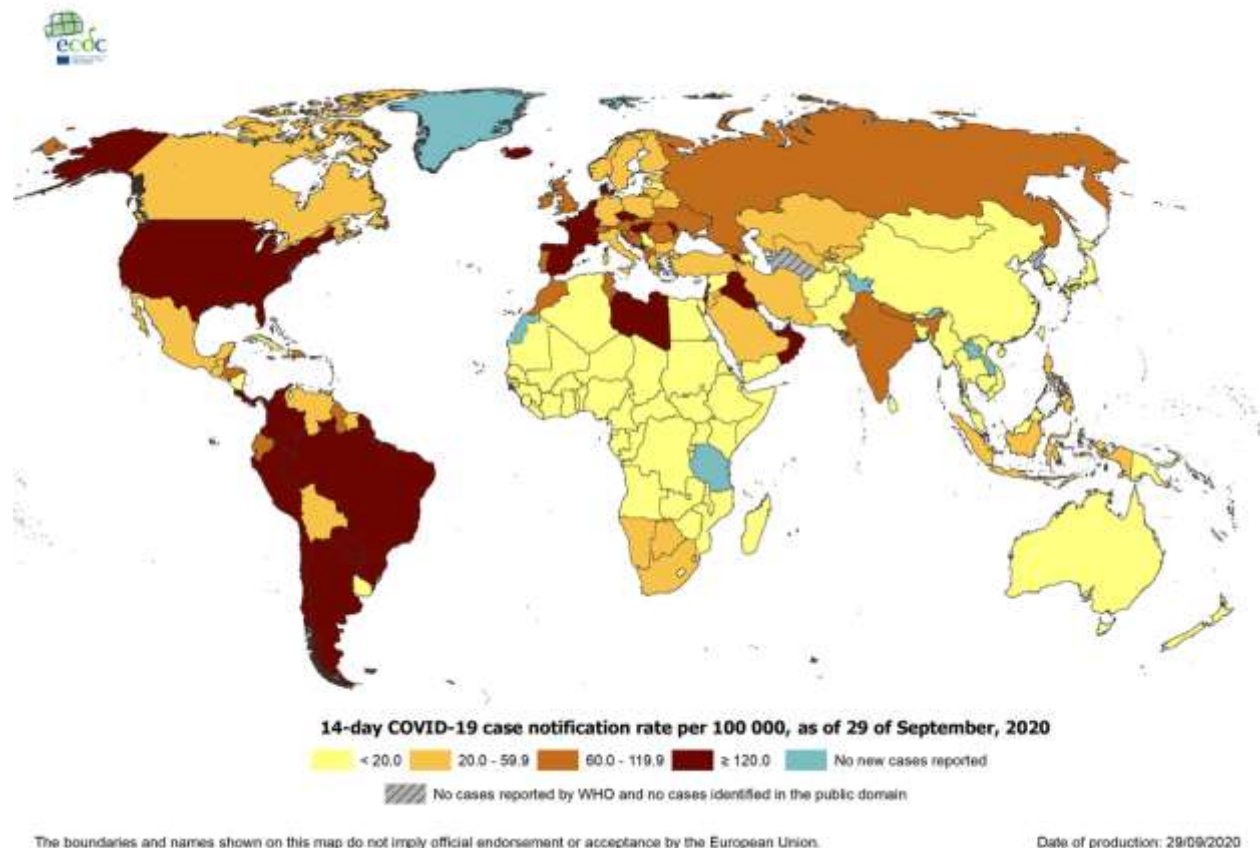 ecdc
14-day COVID-19 case notification rate per 100 000, as of 29 of September, 2020
< 20.0 20.0 - 59.9 60.0 - 119.9 ≥ 120.0 No new cases reported
No cases reported by WHO and no cases identified in the public domain
The boundaries and names shown on this map do not imply official endorsement or acceptance by the European Union. Date of production: 29/09/2020